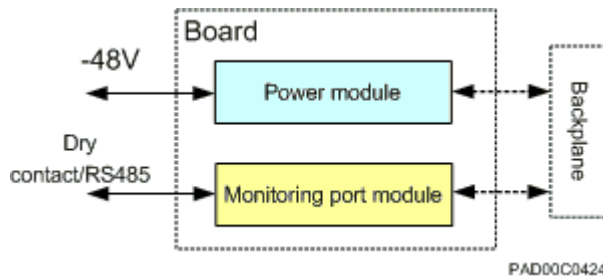 Board
-48V
Power module
Dry
contact/RS485
Monitoring port module
Backplane
PAD00C0424